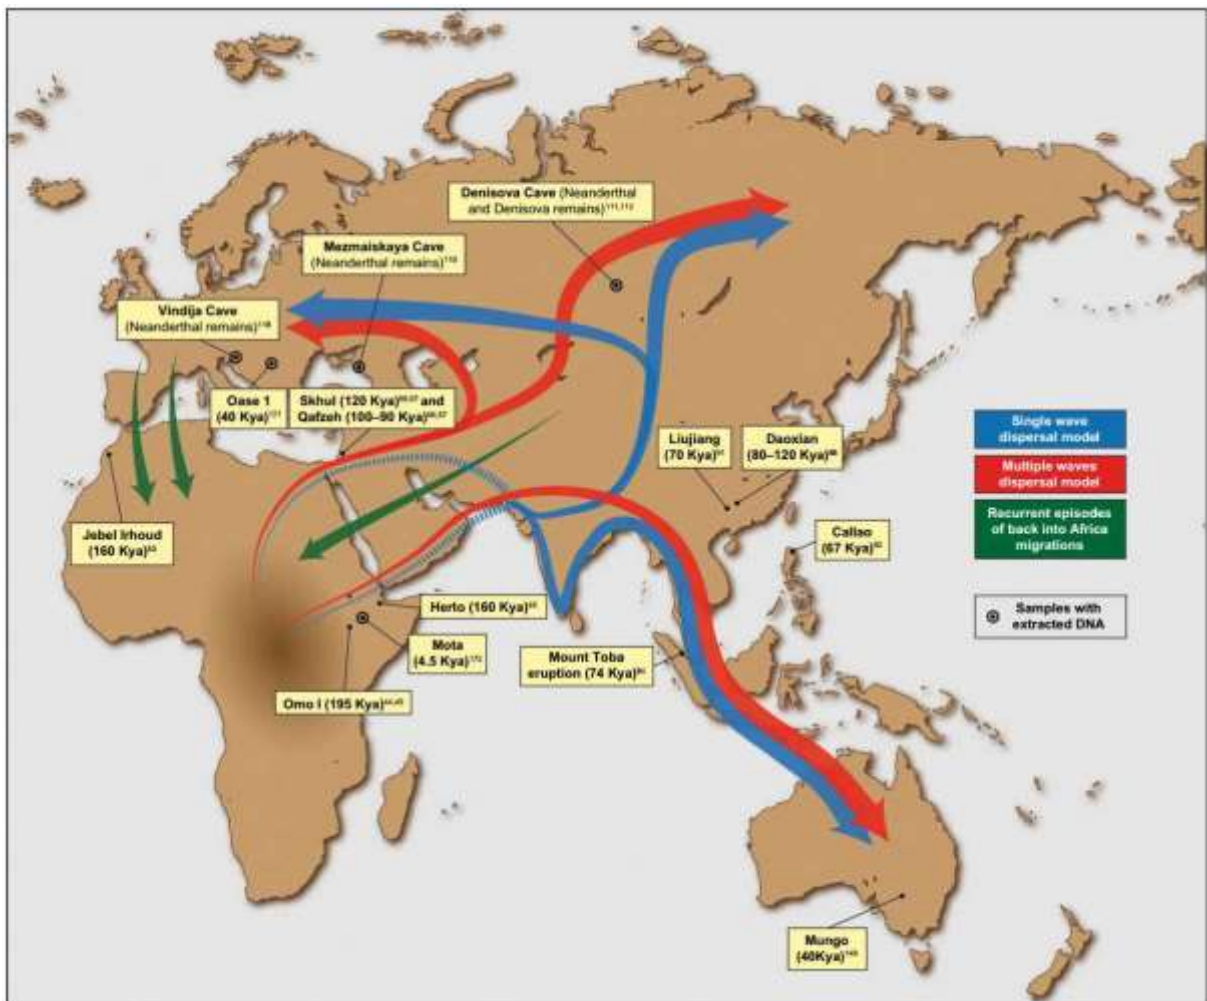 Denisova Cave (Neanderthal
and Denisova remains)
Mezmaiskaya Cave
(Neanderthal remains)
Vindija Cave
(Neanderthal remains)
Oase 1
(40 Kya)
Skhul (120 Kya) and
Qafzeh (100–90 Kya)
Liujiang
(70 Kya)
Daoxian
(80–120 Kya)
Single wave
dispersal model
Multiple waves
dispersal model
Recurrent episodes
of back into Africa
migrations
Jebel Irhoud
(160 Kya)
Callao
(67 Kya)
Herto (160 Kya)
Samples with
extracted DNA
Mota
(4.5 Kya)
Mount Toba
eruption (74 Kya)
Omo I (195 Kya)
Mungo
(40Kya)